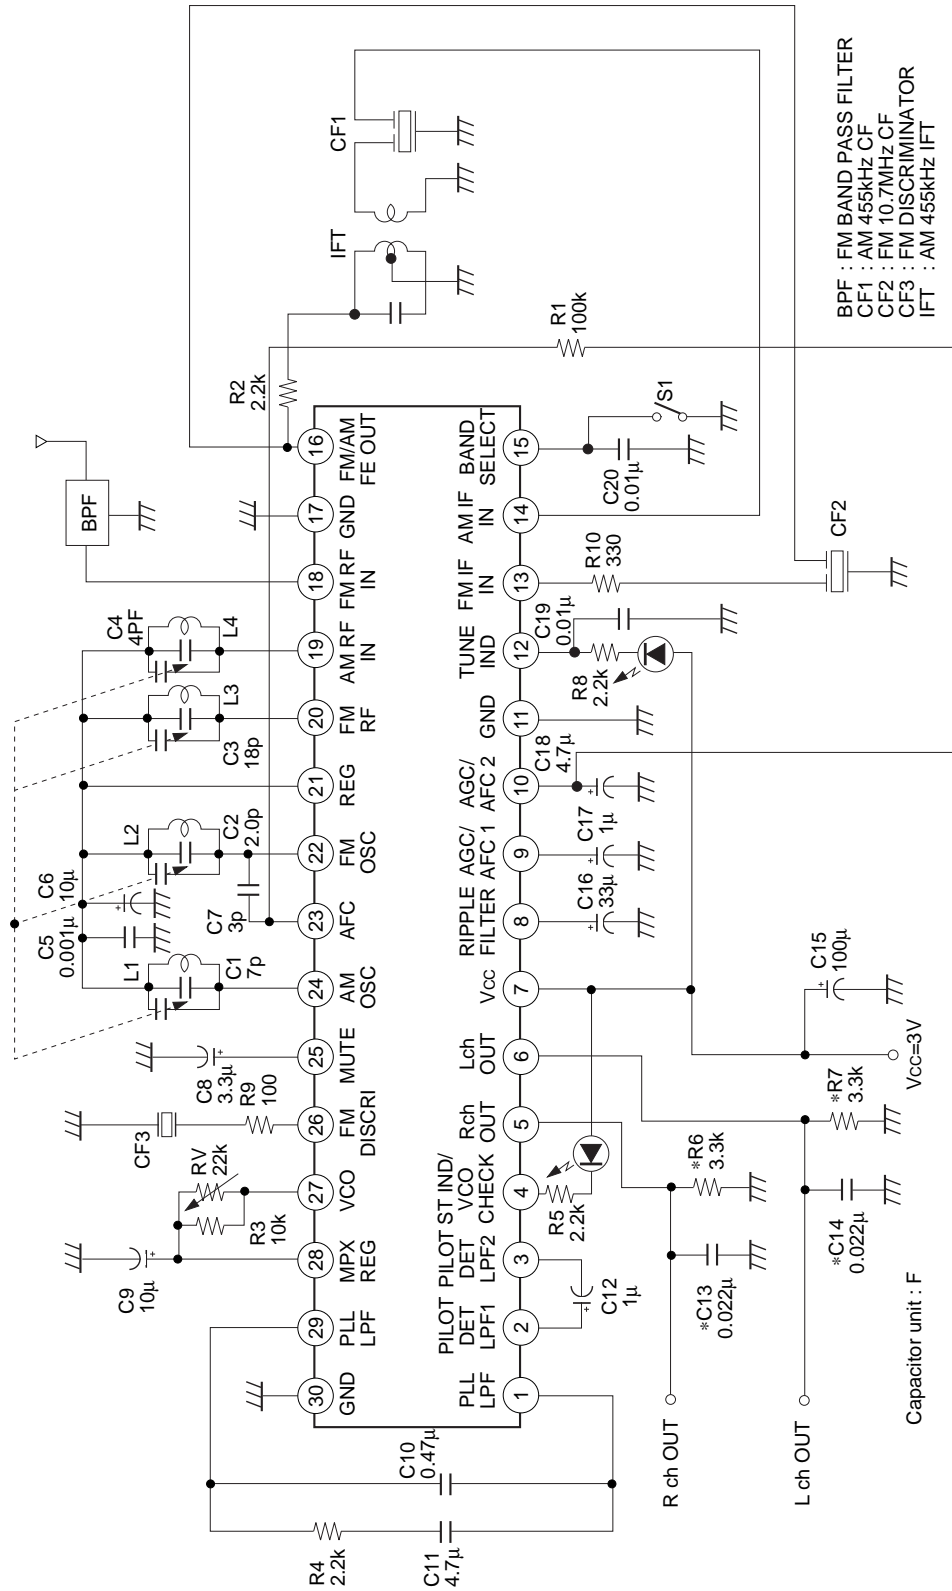 BPF : FM BAND PASS FILTER
CF1 : AM 455kHz CF
CF2 : FM 10.7MHz CF
CF3 : FM DISCRIMINATOR
IFT : AM 455kHz IFT
CF1
IFT
R1
100k
R2
2.2k
BPF
16
FM/AM
FE OUT
17
GND
18
FM RF
IN
19
AM RF
IN
20
FM
RF
21
REG
22
FM
OSC
23
AFC
24
AM
OSC
25
MUTE
26
FM
DISCRI
27
VCO
28
MPX
REG
29
PLL
LPF
30
GND
C4
4PF
L4
L3
C3
18p
L2
C2
2.0p
C6
10µ
C7
3p
C5
0.001µ
L1
C1
7p
C8
3.3µ
R9
100
CF3
RV
22k
R3
10k
C9
10µ
15
BAND
SELECT
14
AM IF
IN
13
FM IF
IN
12
TUNE
IND
11
GND
10
AGC/
AFC 2
9
AGC/
AFC 1
8
RIPPLE
FILTER
7
Vcc
6
Lch
OUT
5
Rch
OUT
4
ST IND/
VCO
CHECK
3
PILOT
DET
LPF2
2
PILOT
DET
LPF1
1
PLL
LPF
S1
C20
0.01µ
CF2
R10
330
C19
0.01µ
R8
2.2k
C18
4.7µ
C17
1µ
C16
33µ
C15
100µ
Vcc=3V
*R7
3.3k
*R6
3.3k
*C14
0.022µ
*C13
0.022µ
R5
2.2k
C12
1µ
C10
0.47µ
R4
2.2k
C11
4.7µ
R ch OUT
L ch OUT
Capacitor unit : F